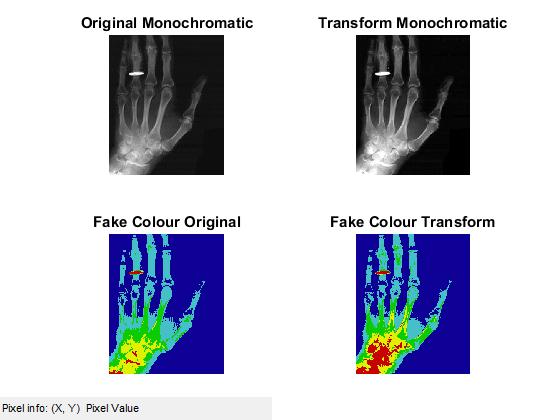 Original Monochromatic
Transform Monochromatic
Fake Colour Original
Fake Colour Transform
Pixel info: (X, Y)  Pixel Value